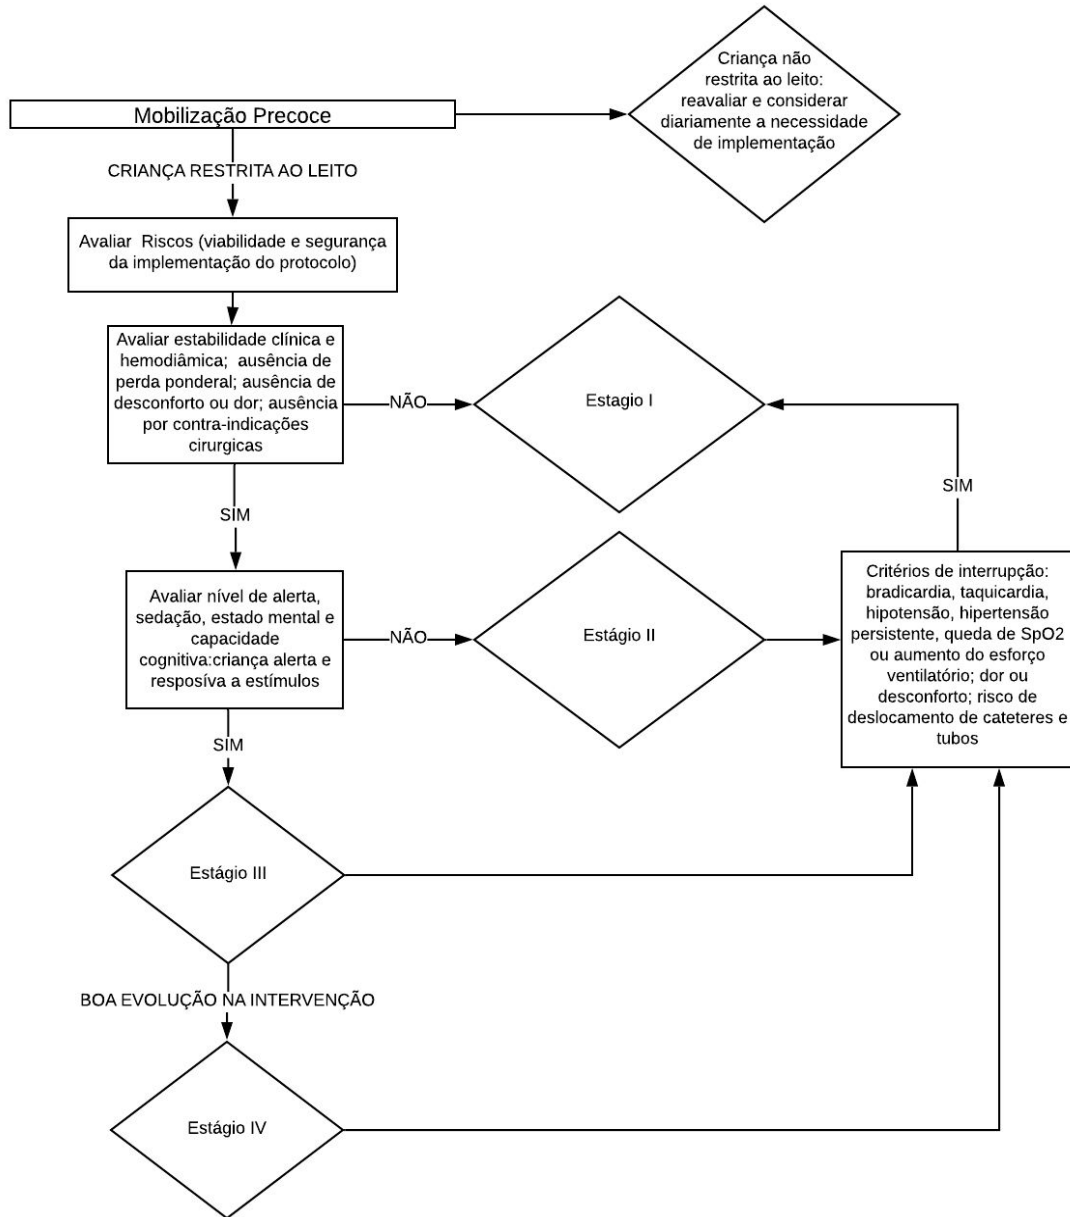 Criança não
restrita ao leito:
reavaliar e considerar
diariamente a necessidade
de implementação
Mobilização Precoce
CRIANÇA RESTRITA AO LEITO
Avaliar Riscos (viabilidade e segurança
da implementação do protocolo)
Avaliar estabilidade clínica e
hemodiâmica; ausência de
perda ponderal; ausência de
desconforto ou dor; ausência
por contra-indicações
cirurgicas
NÃO
Estagio I
SIM
SIM
Avaliar nível de alerta,
sedação, estado mental e
capacidade
cognitiva:criança alerta e
resposíva a estímulos
NÃO
Estágio II
Critérios de interrupção:
bradicardia, taquicardia,
hipotensão, hipertensão
persistente, queda de SpO2
ou aumento do esforço
ventilatório; dor ou
desconforto; risco de
deslocamento de cateteres e
tubos
SIM
Estágio III
BOA EVOLUÇÃO NA INTERVENÇÃO
Estágio IV